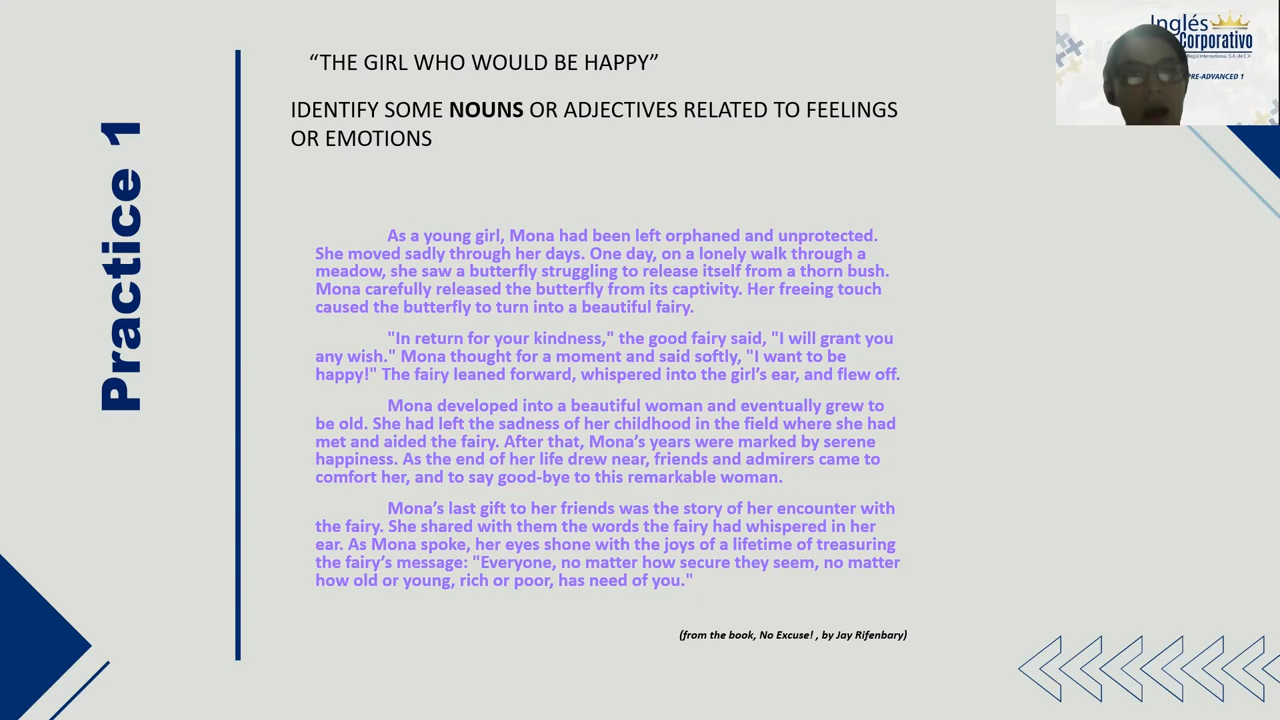 Practice 1
“THE GIRL WHO WOULD BE HAPPY”
IDENTIFY SOME NOUNS OR ADJECTIVES RELATED TO FEELINGS
OR EMOTIONS
As a young girl, Mona had been left orphaned and unprotected.
She moved sadly through her days. One day, on a lonely walk through a
meadow, she saw a butterfly struggling to release itself from a thorn bush.
Mona carefully released the butterfly from its captivity. Her freeing touch
caused the butterfly to turn into a beautiful fairy.
"In return for your kindness," the good fairy said, "I will grant you
any wish." Mona thought for a moment and said softly, "I want to be
happy!" The fairy leaned forward, whispered into the girl’s ear, and flew off.
Mona developed into a beautiful woman and eventually grew to
be old. She had left the sadness of her childhood in the field where she had
met and aided the fairy. After that, Mona’s years were marked by serene
happiness. As the end of her life drew near, friends and admirers came to
comfort her, and to say good-bye to this remarkable woman.
Mona’s last gift to her friends was the story of her encounter with
the fairy. She shared with them the words the fairy had whispered in her
ear. As Mona spoke, her eyes shone with the joys of a lifetime of treasuring
the fairy’s message: "Everyone, no matter how secure they seem, no matter
how old or young, rich or poor, has need of you."
(from the book, No Excuse! , by Jay Rifenbary)
Inglés
Corporativo
PRE-ADVANCED 1